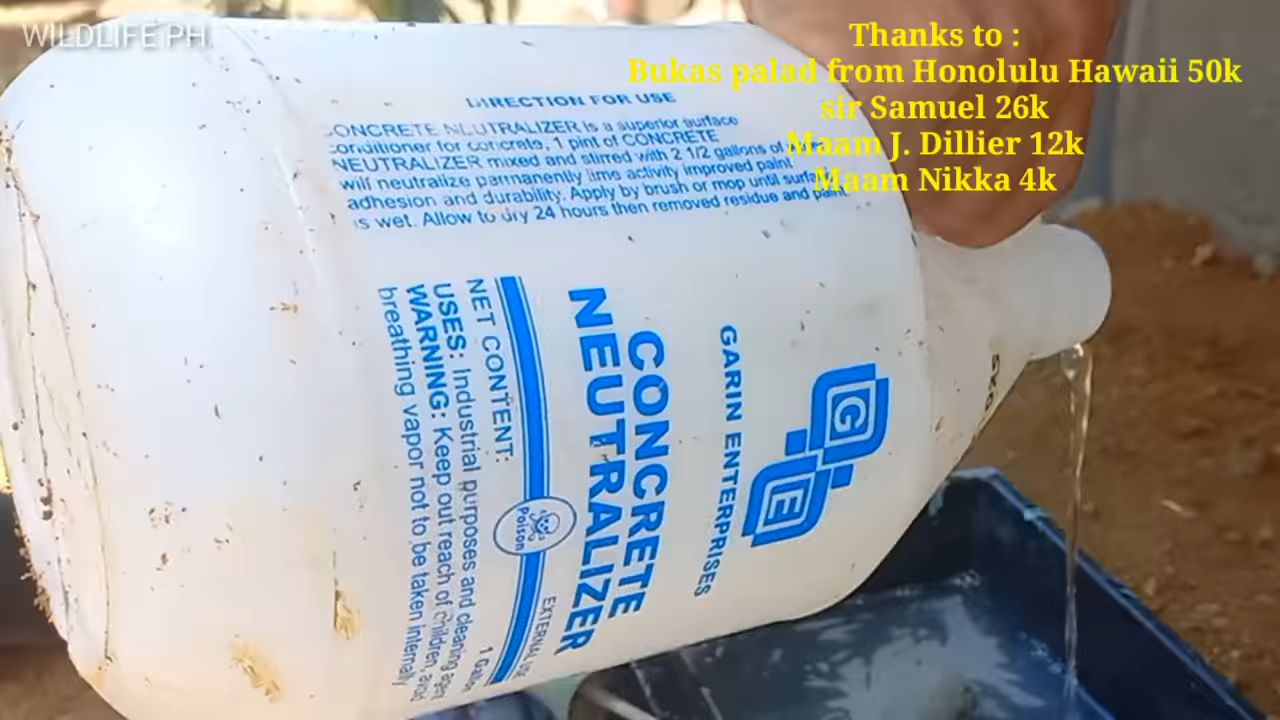 WILDLIFE PH.
Thanks to :
Bukas palad from Honolulu Hawaii 50k
sir Samuel 26k
Maam J. Dillier 12k
Maam Nikka 4k
DIRECTION FOR USE
CONCRETE NEUTRALIZER is a superior surface
conditioner for concrete, 1 pint of CONCRETE
NEUTRALIZER mixed and stirred with 2 1/2 gallons of
will neutralize permanently lime activity improved paint
adhesion and durability. Apply by brush or mop until surface
is wet. Allow to dry 24 hours then removed residue and paint.
G
E
GARIN ENTERPRISES
CONCRETE
NEUTRALIZER
Poison
EXTERNAL USE
NET CONTENT: 1 Gallon
USES: Industrial purposes and cleaning agent
WARNING: Keep out reach of children, avoid
breathing vapor not to be taken internally.